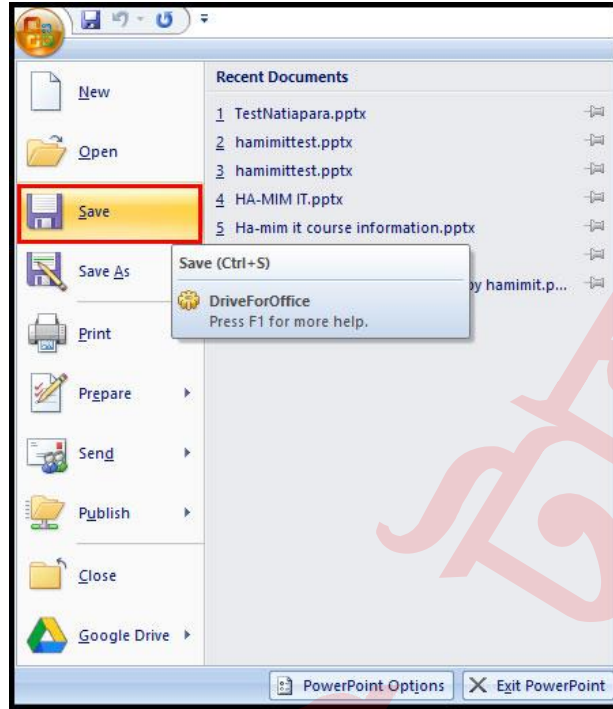 Recent Documents
New
Open
Save
Save As
Print
Prepare
Send
Publish
Close
Google Drive
1 TestNatiapara.pptx
2 hamimittest.pptx
3 hamimittest.pptx
4 HA-MIM IT.pptx
5 Ha-mim it course information.pptx
by hamimit.p...
Save (Ctrl+S)
DriveForOffice
Press F1 for more help.
PowerPoint Options
Exit PowerPoint